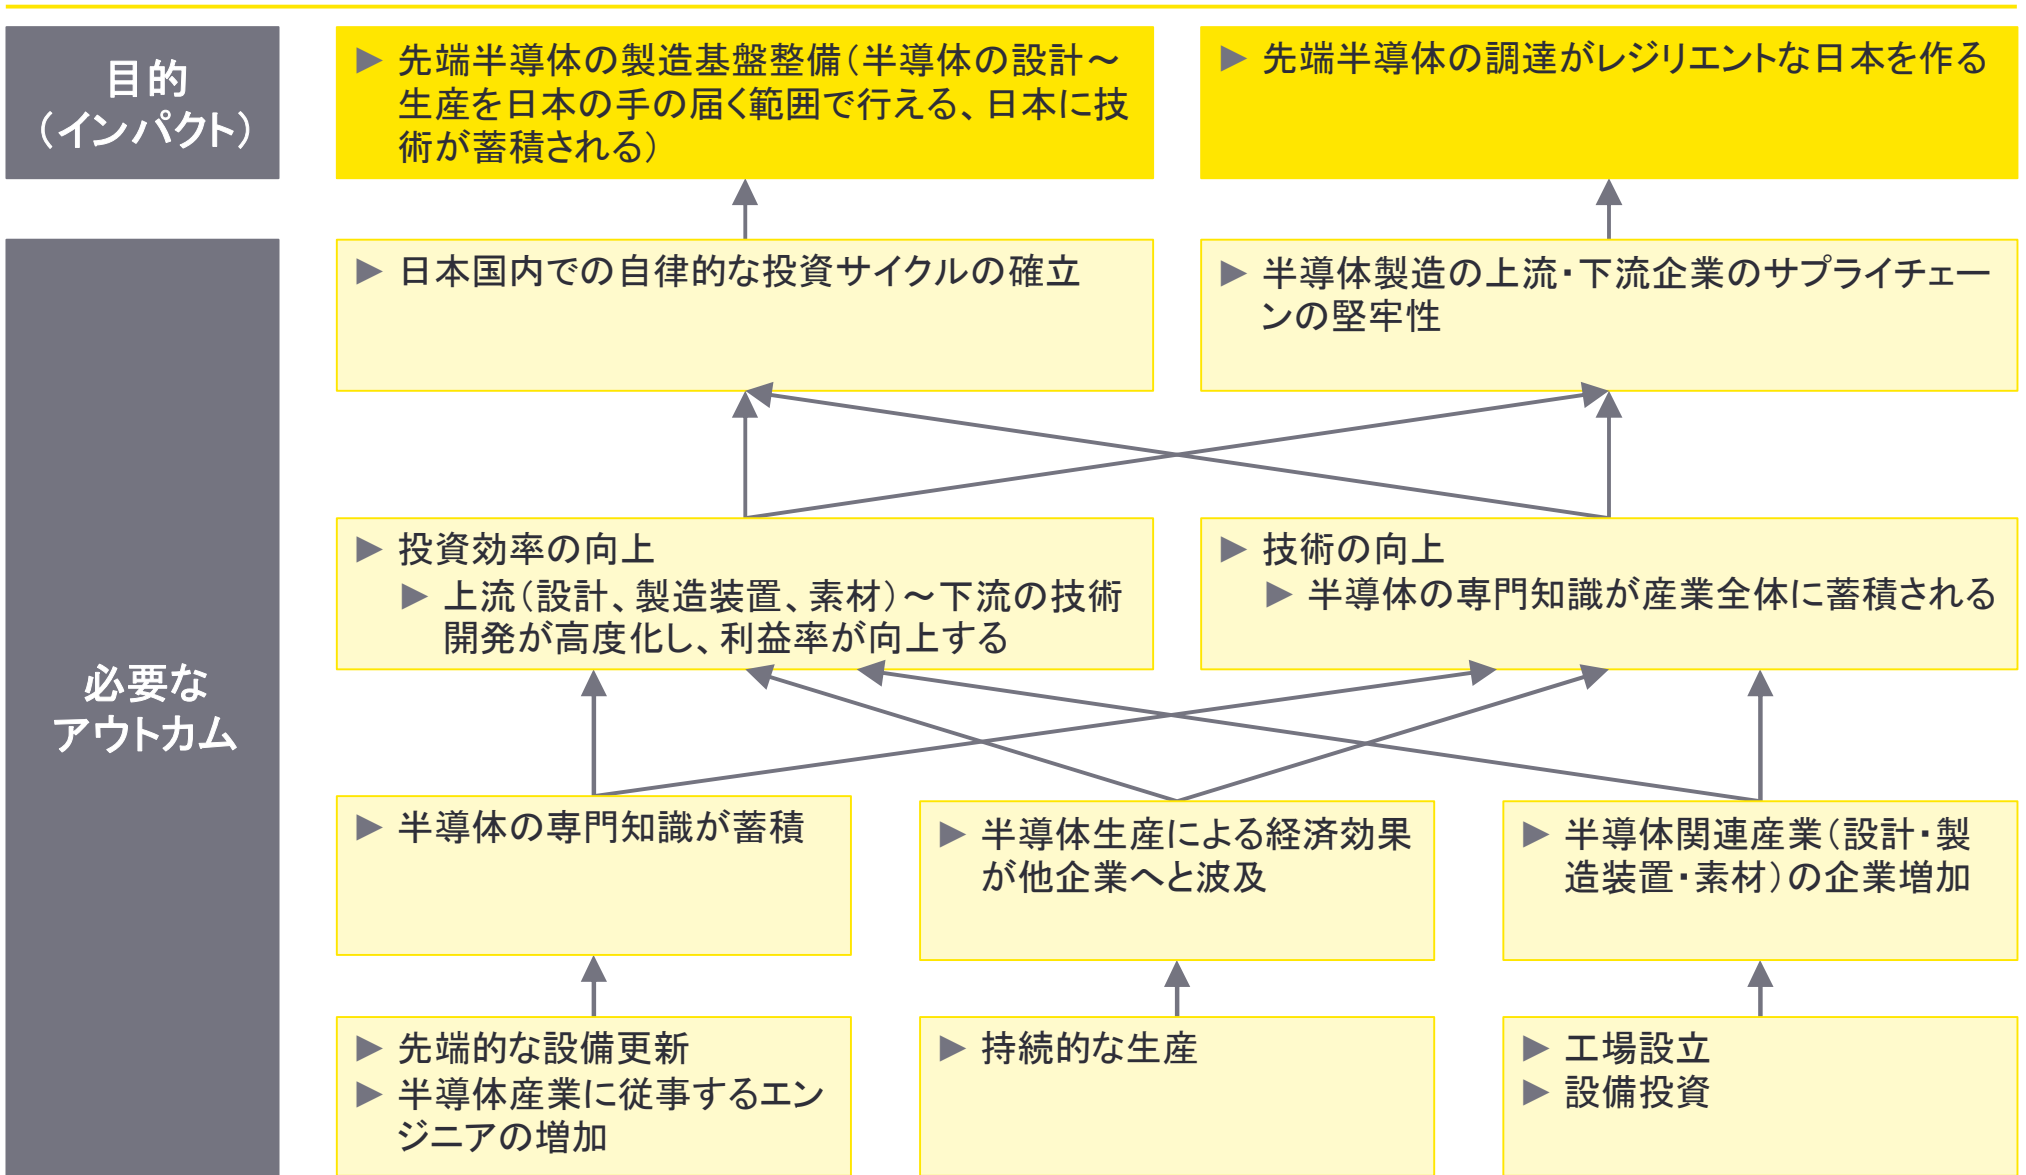 目的
（インパクト）
▶ 先端半導体の製造基盤整備（半導体の設計～
生産を日本の手の届く範囲で行える、日本に技
術が蓄積される）
▶ 先端半導体の調達がレジリエントな日本を作る
必要な
アウトカム
▶ 日本国内での自律的な投資サイクルの確立
▶ 半導体製造の上流・下流企業のサプライチェー
ンの堅牢性
▶ 投資効率の向上
▶ 上流（設計、製造装置、素材）～下流の技術
開発が高度化し、利益率が向上する
▶ 技術の向上
▶ 半導体の専門知識が産業全体に蓄積される
▶ 半導体の専門知識が蓄積
▶ 半導体生産による経済効果
が他企業へと波及
▶ 半導体関連産業（設計・製
造装置・素材）の企業増加
▶ 先端的な設備更新
▶ 半導体産業に従事するエン
ジニアの増加
▶ 持続的な生産
▶ 工場設立
▶ 設備投資